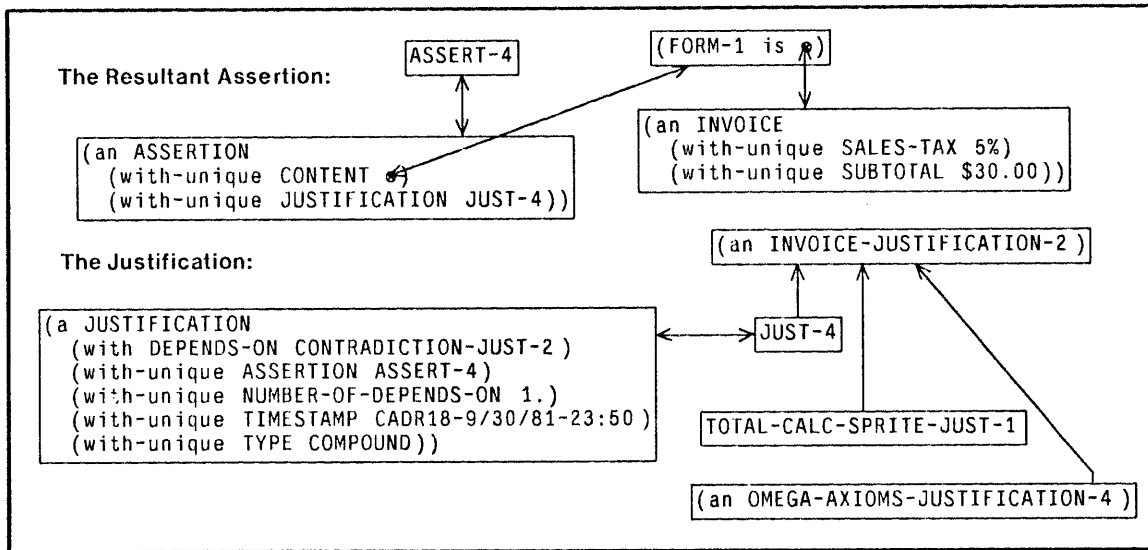 ASSERT-4
(FORM-1 is )
The Resultant Assertion:
(an ASSERTION
(with-unique CONTENT )
(with-unique JUSTIFICATION JUST-4))
(an INVOICE
(with-unique SALES-TAX 5%)
(with-unique SUBTOTAL $30.00))
(an INVOICE-JUSTIFICATION-2 )
The Justification:
(a JUSTIFICATION
(with DEPENDS-ON CONTRADICTION-JUST-2 )
(with-unique ASSERTION ASSERT-4)
(with-unique NUMBER-OF-DEPENDS-ON 1.)
(with-unique TIMESTAMP CADR18-9/30/81-23:50 )
(with-unique TYPE COMPOUND))
JUST-4
TOTAL-CALC-SPRITE-JUST-1
(an OMEGA-AXIOMS-JUSTIFICATION-4 )